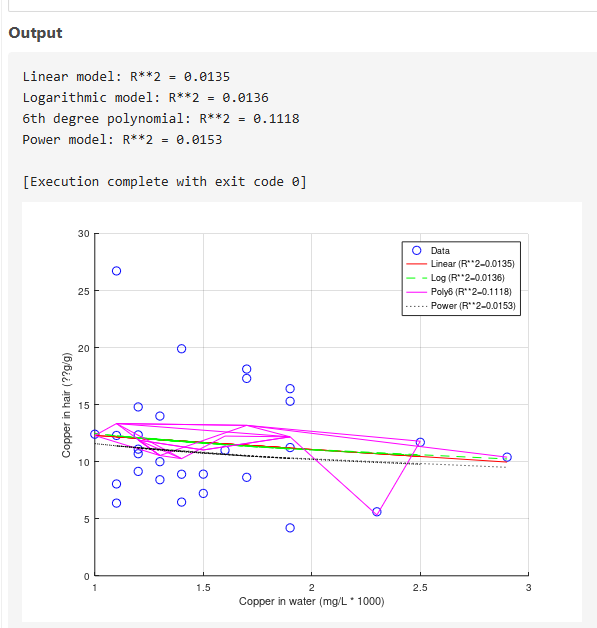 Output
Linear model: R**2 = 0.0135
Logarithmic model: R**2 = 0.0136
6th degree polynomial: R**2 = 0.1118
Power model: R**2 = 0.0153
[Execution complete with exit code 0]
30
25
20
15
10
5
0
Copper in hair (??g/g)
Data
Linear (R**2=0.0135)
Log (R**2=0.0136)
Poly6 (R**2=0.1118)
Power (R**2=0.0153)
1 1.5 2 2.5 3
Copper in water (mg/L * 1000)